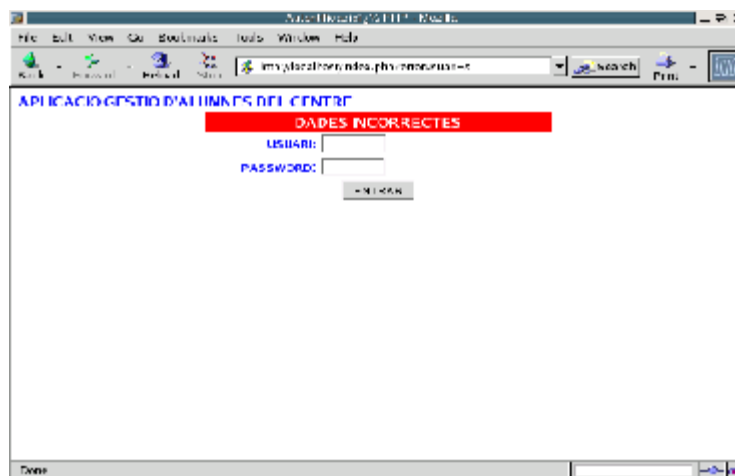 File Edit View Go Bookmarks Tools Window Help
Back Forward Reload Stop Search Print
APLICACIO GESTIO D'ALUMNES DEL CENTRE
DADES INCORRECTES
USUARI:
PASSWORD:
ENTRAR
Done